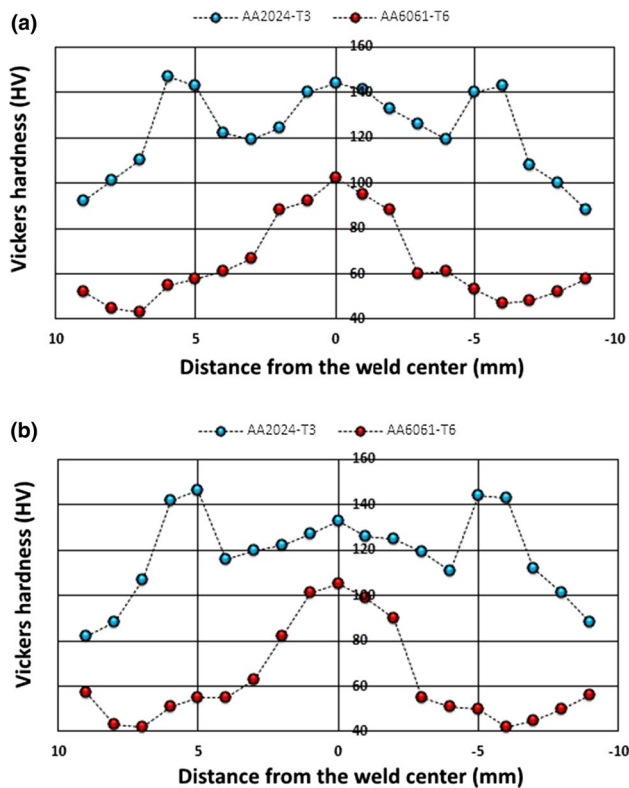 (a)
AA2024-T3 AA6061-T6
Vickers hardness (HV)
160
140
120
100
80
60
40
10 5 0 -5 -10
Distance from the weld center (mm)
(b)
AA2024-T3 AA6061-T6
Vickers hardness (HV)
160
140
120
100
80
60
40
10 5 0 -5 -10
Distance from the weld center (mm)